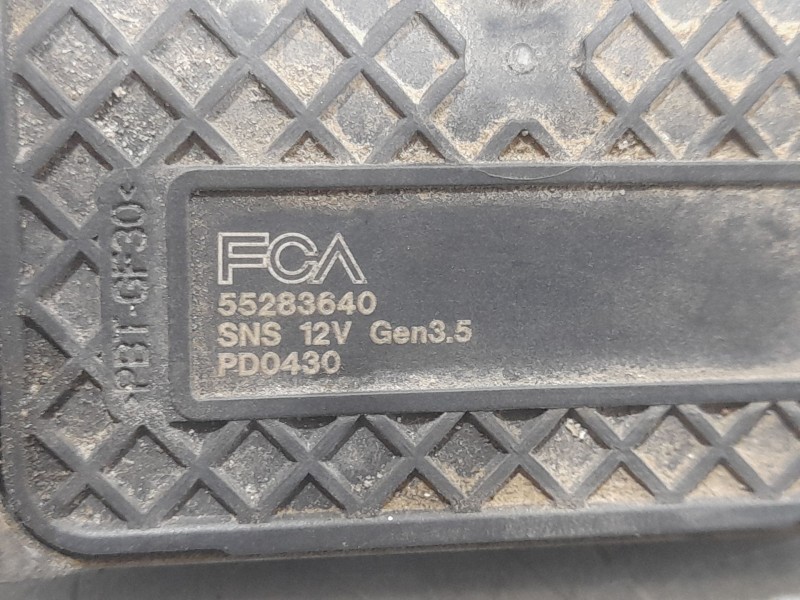 FCA
55283640
SNS 12V Gen3.5
PD0430
>PBT-GF30<